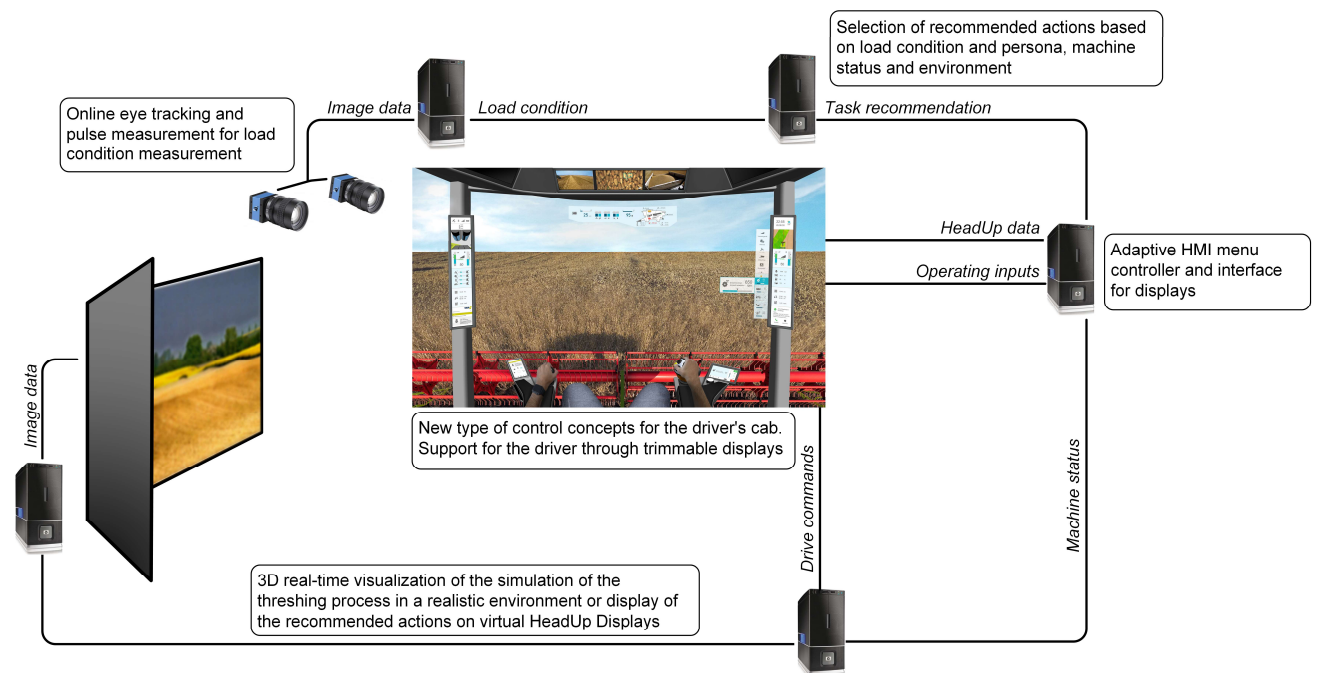 Selection of recommended actions based
on load condition and persona, machine
status and environment
Online eye tracking and
pulse measurement for load
condition measurement
Image data
Load condition
Task recommendation
HeadUp data
Operating inputs
Adaptive HMI menu
controller and interface
for displays
Image data
New type of control concepts for the driver's cab.
Support for the driver through trimmable displays
Drive commands
Machine status
3D real-time visualization of the simulation of the
threshing process in a realistic environment or display of
the recommended actions on virtual HeadUp Displays